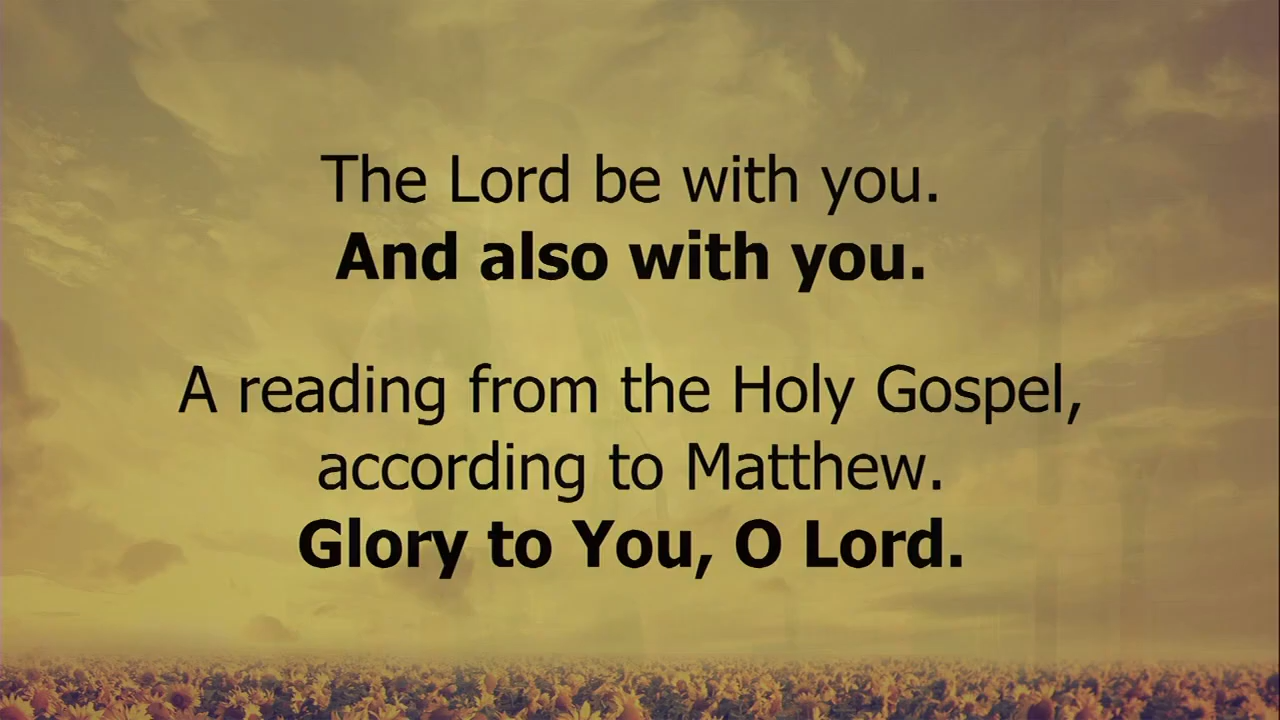 The Lord be with you.
And also with you.
A reading from the Holy Gospel,
according to Matthew.
Glory to You, O Lord.